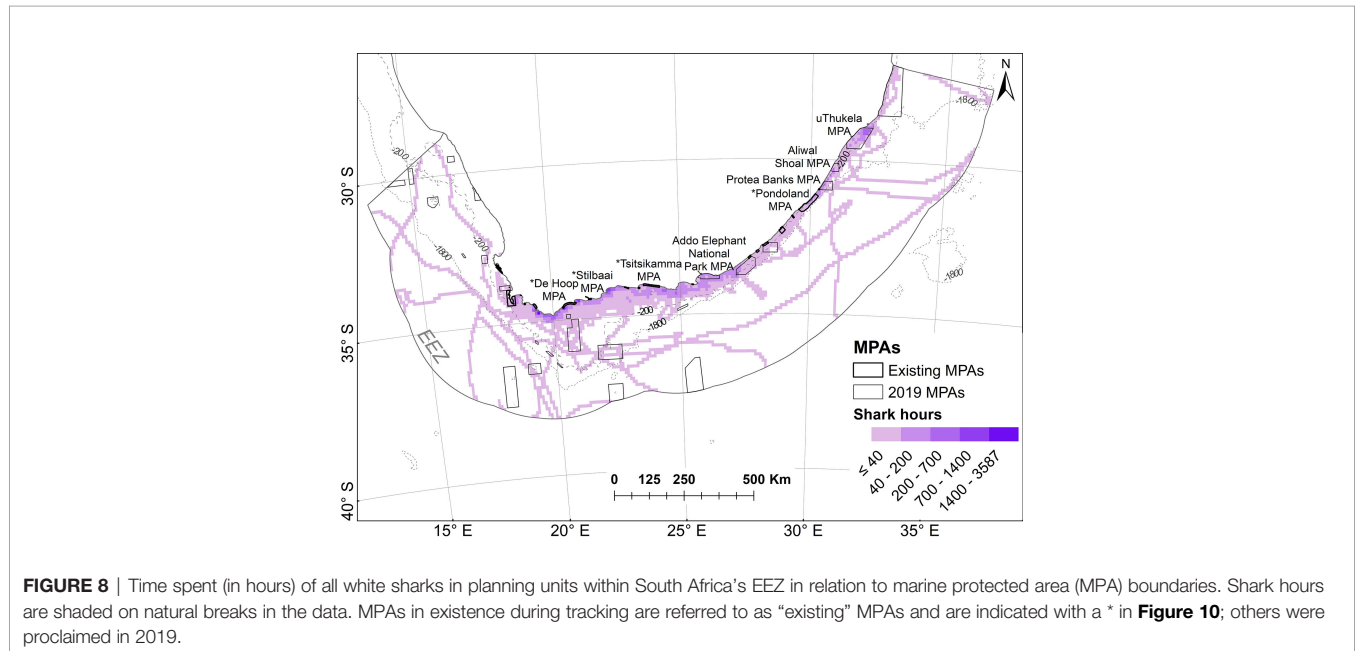 N
-1800
uThukela
MPA
-200
Aliwal
Shoal MPA
-200
Protea Banks MPA
*Pondoland
MPA
30° S
-1800
-200
Addo Elephant
National
Park MPA
*Tsitsikamma
MPA
*Stilbaai
MPA
*De Hoop
MPA
-1800
-200
-1800
EEZ
35° S
MPAs
Existing MPAs
2019 MPAs
Shark hours
≤ 40
40 - 200
200 - 700
700 - 1400
1400 - 3587
0 125 250 500 Km
40° S
15° E 20° E 25° E 30° E 35° E
FIGURE 8 | Time spent (in hours) of all white sharks in planning units within South Africa's EEZ in relation to marine protected area (MPA) boundaries. Shark hours
are shaded on natural breaks in the data. MPAs in existence during tracking are referred to as "existing" MPAs and are indicated with a * in Figure 10; others were
proclaimed in 2019.